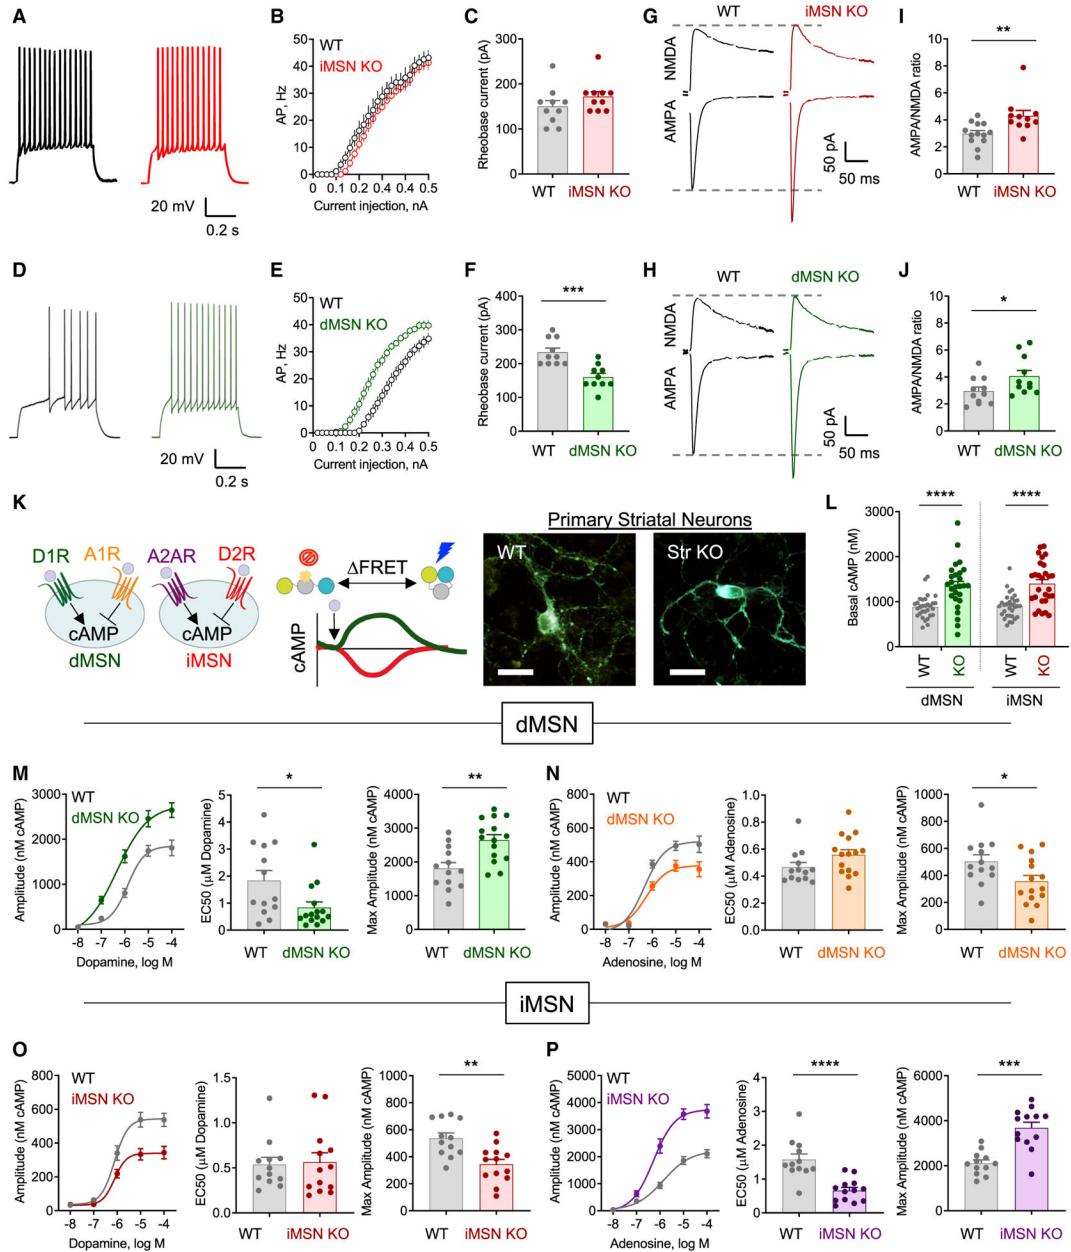 A
20 mV
0.2 s
B
WT
iMSN KO
AP, Hz
50
40
30
20
10
0
0 0.1 0.2 0.3 0.4 0.5
Current injection, nA
C
Rheobase current (pA)
300
200
100
0
WT iMSN KO
G
WT iMSN KO
NMDA
AMPA
50 pA
50 ms
I
**
AMPA/NMDA ratio
10
8
6
4
2
0
WT iMSN KO
D
20 mV
0.2 s
E
WT
dMSN KO
AP, Hz
50
40
30
20
10
0
0 0.1 0.2 0.3 0.4 0.5
Current injection, nA
F
***
Rheobase current (pA)
400
300
200
100
0
WT dMSN KO
H
WT dMSN KO
NMDA
AMPA
50 pA
50 ms
J
*
AMPA/NMDA ratio
10
8
6
4
2
0
WT dMSN KO
K
D1R A1R A2AR D2R
cAMP cAMP
dMSN iMSN
ΔFRET
cAMP
Primary Striatal Neurons
WT Str KO
L
**** ****
Basal cAMP (nM)
3000
2000
1000
0
WT KO WT KO
dMSN iMSN
dMSN
M
WT
dMSN KO
Amplitude (nM cAMP)
3000
2000
1000
0
-8 -7 -6 -5 -4
Dopamine, log M
*
EC50 (μM Dopamine)
5
4
3
2
1
0
WT dMSN KO
**
Max Amplitude (nM cAMP)
4000
3000
2000
1000
0
WT dMSN KO
N
WT
dMSN KO
Amplitude (nM cAMP)
800
600
400
200
0
-8 -7 -6 -5 -4
Adenosine, log M
EC50 (μM Adenosine)
1.0
0.8
0.6
0.4
0.2
0.0
WT dMSN KO
*
Max Amplitude (nM cAMP)
1000
800
600
400
200
0
WT dMSN KO
iMSN
O
WT
iMSN KO
Amplitude (nM cAMP)
800
600
400
200
0
-8 -7 -6 -5 -4
Dopamine, log M
EC50 (μM Dopamine)
1.5
1.0
0.5
0.0
WT iMSN KO
**
Max Amplitude (nM cAMP)
1000
800
600
400
200
0
WT iMSN KO
P
WT
iMSN KO
Amplitude (nM cAMP)
5000
4000
3000
2000
1000
0
-8 -7 -6 -5 -4
Adenosine, log M
****
EC50 (μM Adenosine)
4
3
2
1
0
WT iMSN KO
***
Max Amplitude (nM cAMP)
6000
4000
2000
0
WT iMSN KO